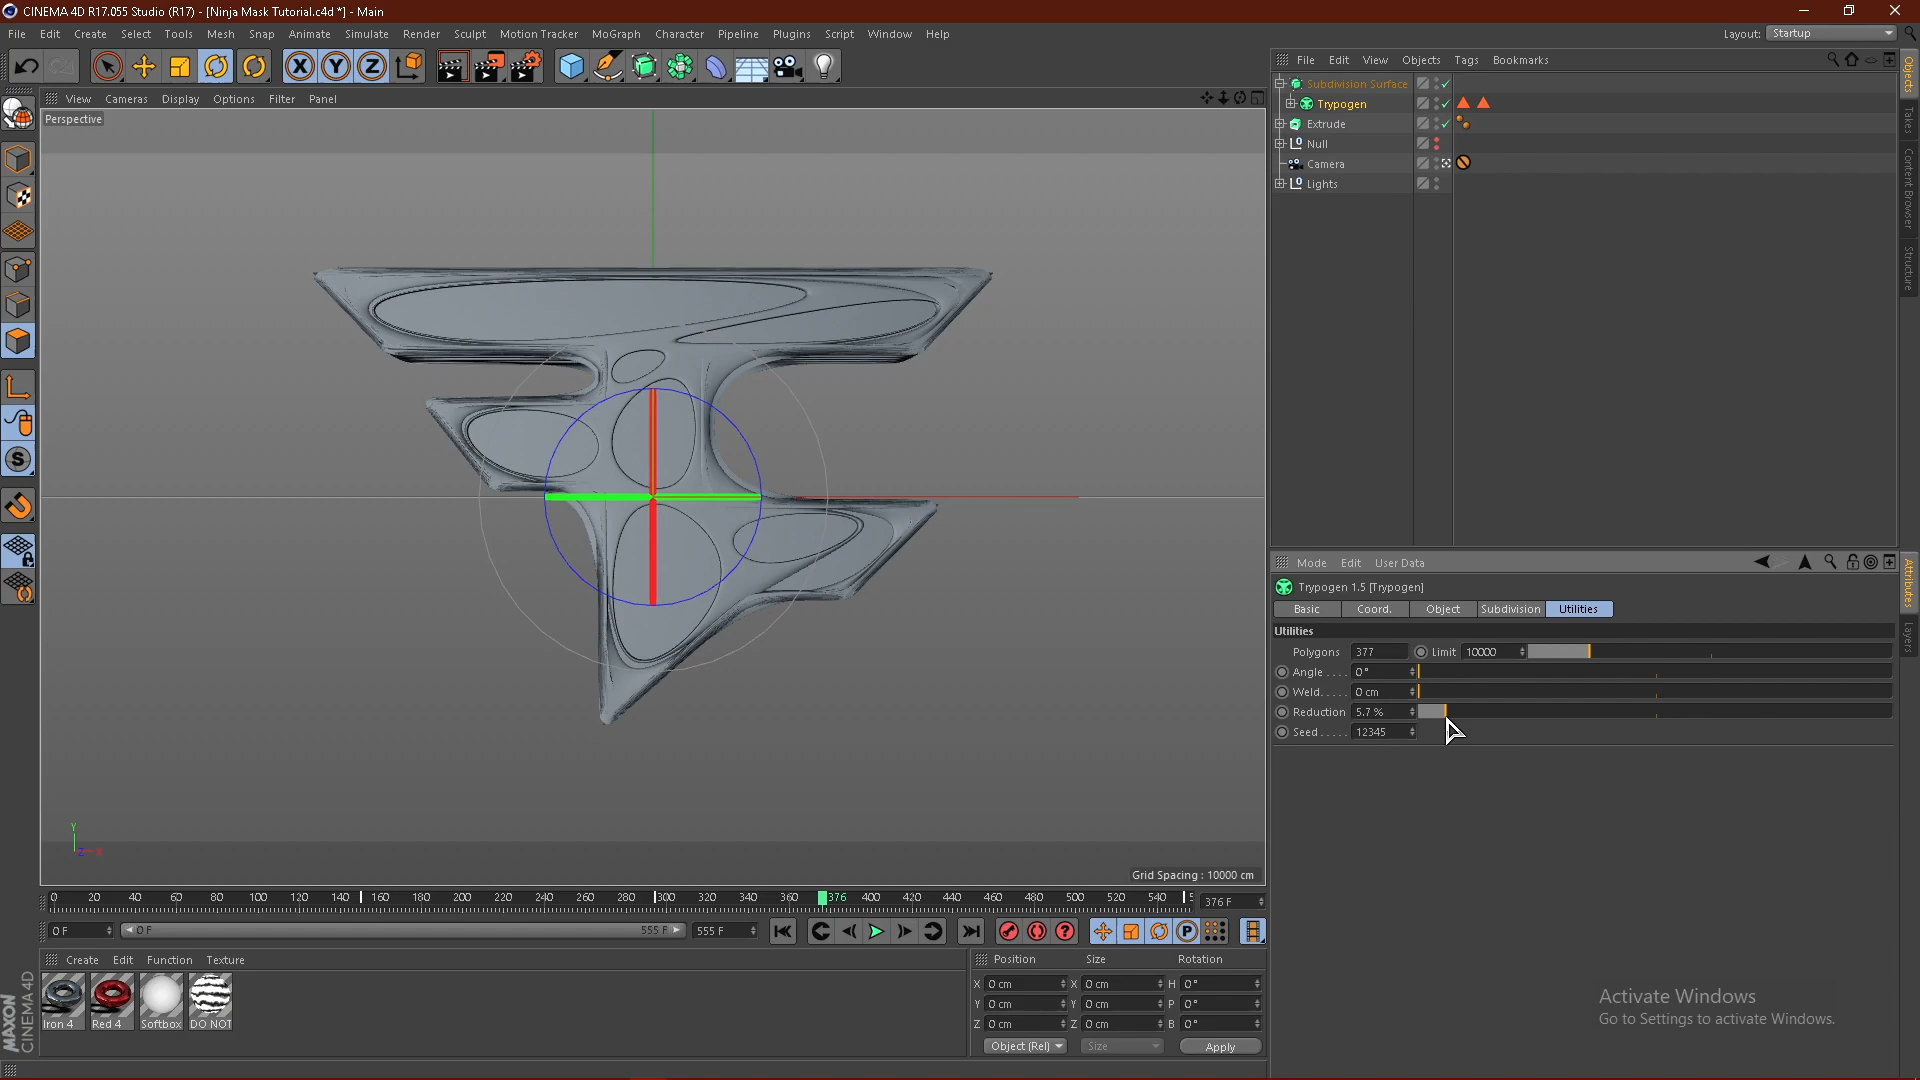 CINEMA 4D R17.055 Studio (R17) - [Ninja Mask Tutorial.c4d *] - Main
File Edit Create Select Tools Mesh Snap Animate Simulate Render Sculpt Motion Tracker MoGraph Character Pipeline Plugins Script Window Help
Layout: Startup
View Cameras Display Options Filter Panel
Perspective
File Edit View Objects Tags Bookmarks
Subdivision Surface
Trypogen
Extrude
Null
Camera
Lights
Objects
Takes
Content Browser
Structure
Mode Edit User Data
Trypogen 1.5 [Trypogen]
Basic Coord. Object Subdivision Utilities
Utilities
Polygons 377 Limit 10000
Angle . . . . 0 °
Weld. . . . . 0 cm
Reduction 5.7 %
Seed . . . . . 12345
Attributes
Layers
Y
Z X
Grid Spacing : 10000 cm
0 20 40 60 80 100 120 140 160 180 200 220 240 260 280 300 320 340 360 376 400 420 440 460 480 500 520 540
376 F
0 F 0 F 555 F 555 F
Create Edit Function Texture
Iron 4 Red 4 Softbox DO NOT
Position Size Rotation
X 0 cm X 0 cm H 0 °
Y 0 cm Y 0 cm P 0 °
Z 0 cm Z 0 cm B 0 °
Object (Rel) Size Apply
MAXON
CINEMA 4D
Activate Windows
Go to Settings to activate Windows.